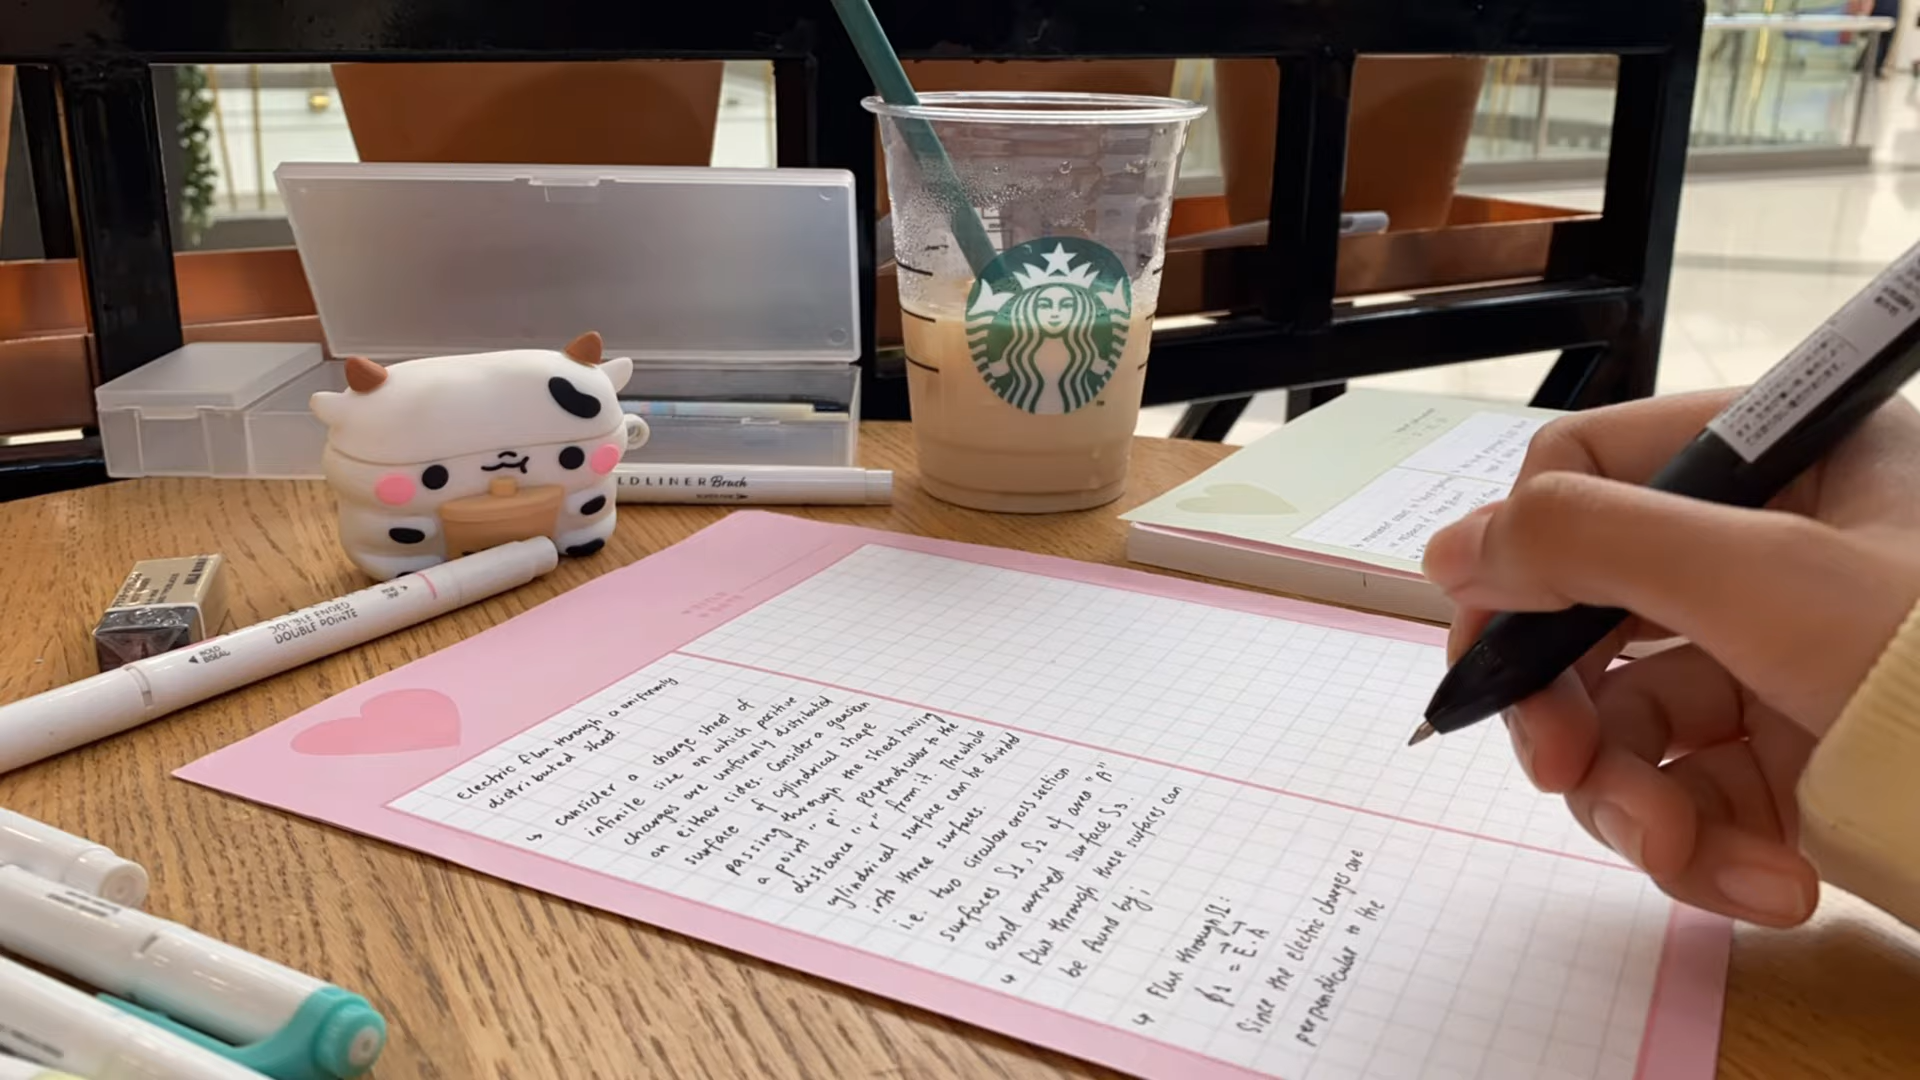 Electric flux through a uniformly
distributed sheet.
↳ consider a charge sheet of
infinite size on which positive
charges are uniformly distributed
on either sides. Consider a gaussian
surface of cylindrical shape
passing through the sheet having
a point "P" perpendicular to the
distance "r" from it. The whole
cylindrical surface can be divided
into three surfaces.
i.e. two circular cross section
surfaces S1, S2 of area "A"
and curved surface S3.
↳ flux through these surfaces can
be found by;
↳ Flux through
ϕ1 = E.A
Since the electric charges are
perpendicular to the
LDLINER Brush
DOUBLE ENDED
DOUBLE POINTE
BOLD
BISEAU
TM